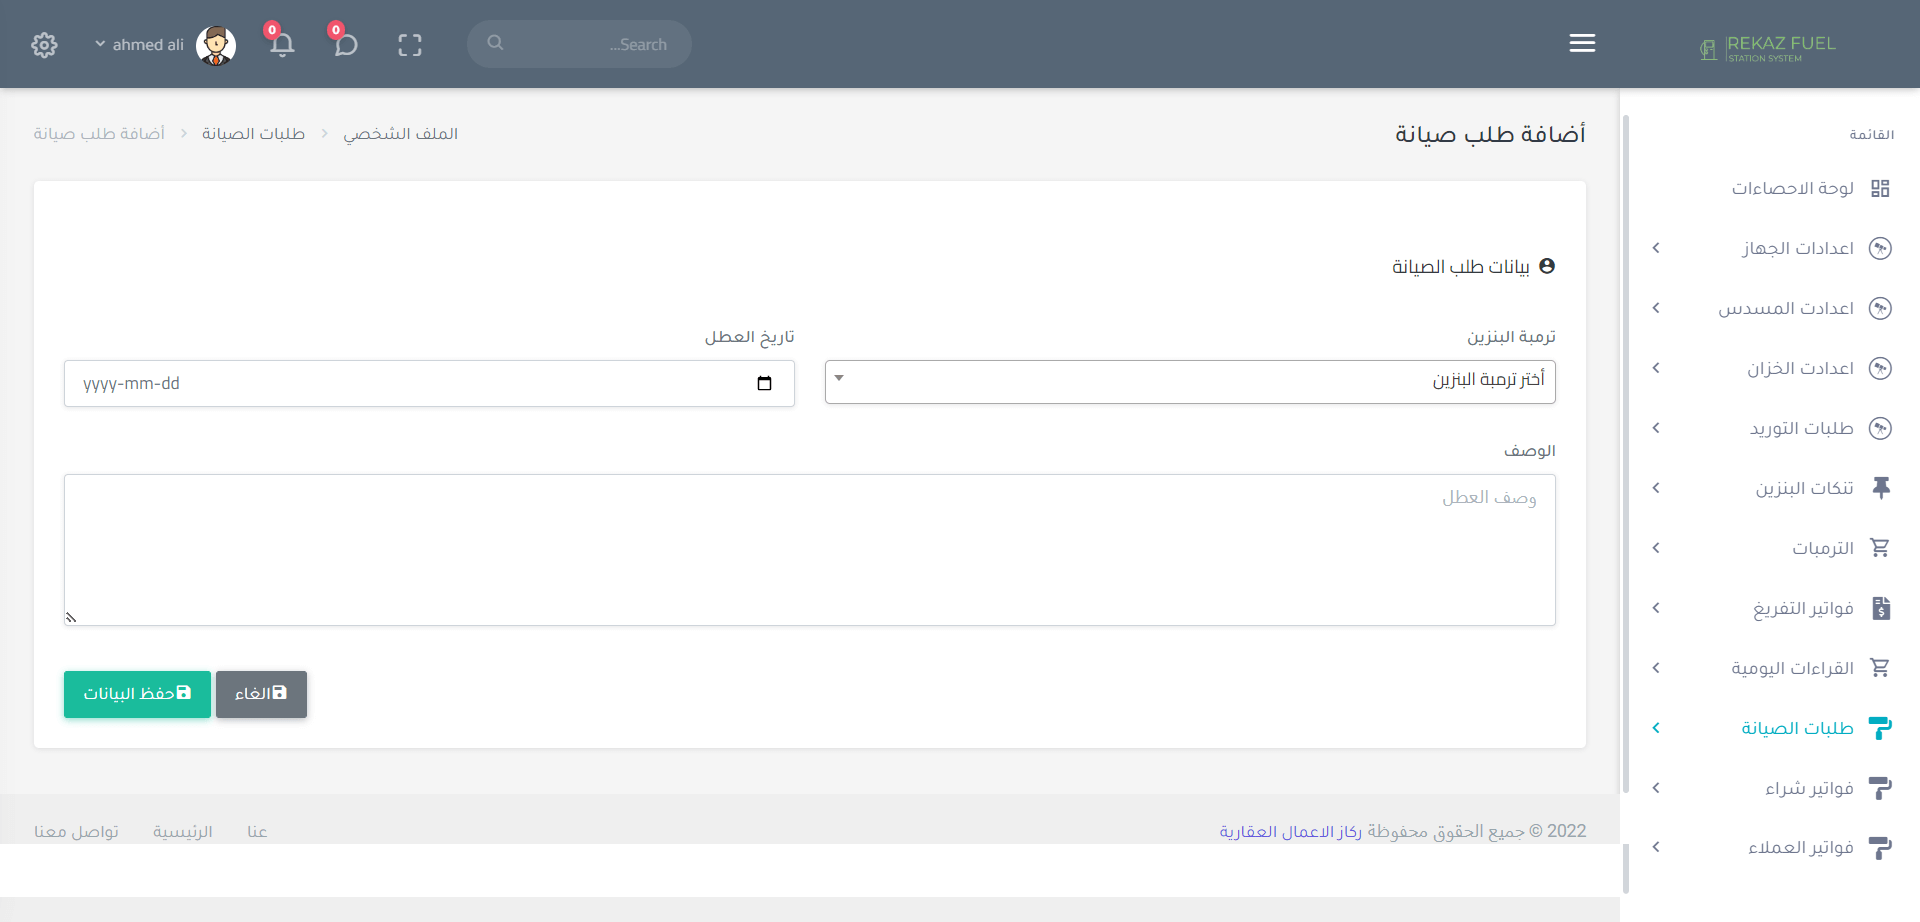 REKAZ FUEL
STATION SYSTEM
Search...
0
0
ahmed ali
القائمة
لوحة الاحصاءات
اعدادات الجهاز
اعدادت المسدس
اعدادت الخزان
طلبات التوريد
تنكات البنزين
الترمبات
فواتير التفريغ
القراءات اليومية
طلبات الصيانة
فواتير شراء
فواتير العملاء
أضافة طلب صيانة
الملف الشخصي
طلبات الصيانة
أضافة طلب صيانة
بيانات طلب الصيانة
ترمبة البنزين
تاريخ العطل
أختر ترمبة البنزين
yyyy-mm-dd
الوصف
وصف العطل
الغاء
حفظ البيانات
2022 © جميع الحقوق محفوظة ركاز الاعمال العقارية
عنا
الرئيسية
تواصل معنا